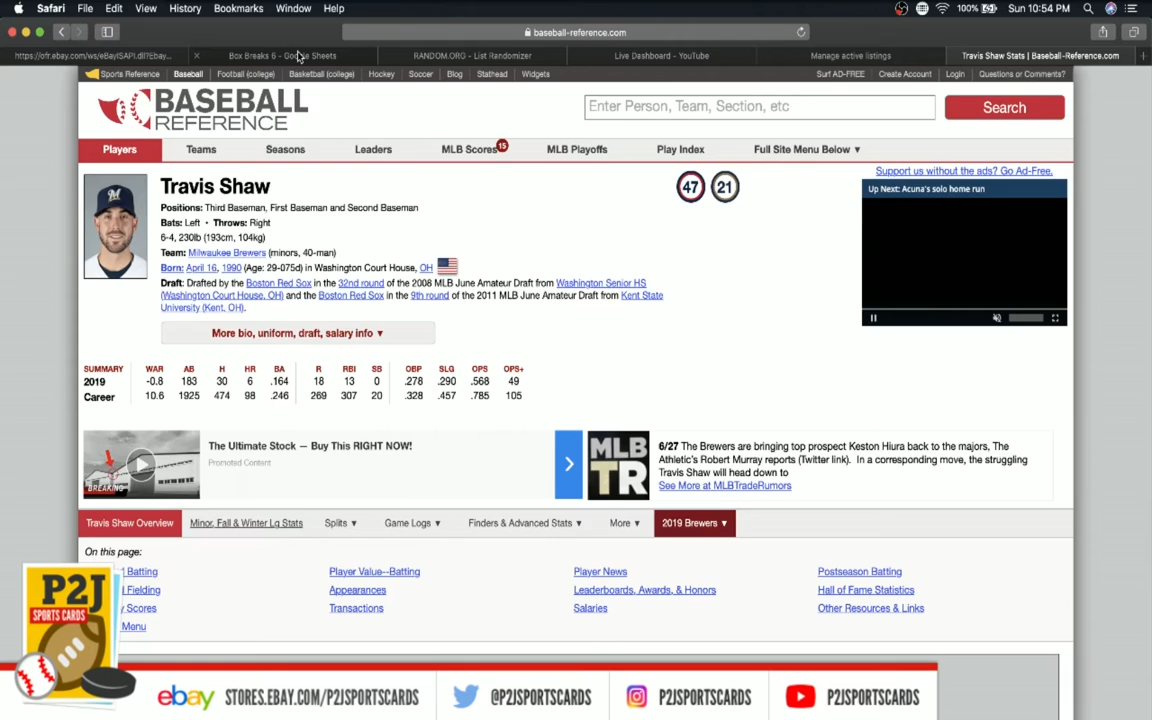 Safari File Edit View History Bookmarks Window Help 100% Sun 10:54 PM
baseball-reference.com
https://ofr.ebay.com/ws/eBayISAPI.dll?Ebay... Box Breaks 6 - Google Sheets RANDOM.ORG - List Randomizer Live Dashboard - YouTube Manage active listings Travis Shaw Stats | Baseball-Reference.com
Sports Reference Baseball Football (college) Basketball (college) Hockey Soccer Blog Stathead Widgets Surf AD-FREE Create Account Login Questions or Comments?
BASEBALL
REFERENCE
Enter Person, Team, Section, etc Search
Players Teams Seasons Leaders MLB Scores 15 MLB Playoffs Play Index Full Site Menu Below ▼
Support us without the ads? Go Ad-Free.
Travis Shaw
47 21
Up Next: Acuna's solo home run
Positions: Third Baseman, First Baseman and Second Baseman
Bats: Left • Throws: Right
6-4, 230lb (193cm, 104kg)
Team: Milwaukee Brewers (minors, 40-man)
Born: April 16, 1990 (Age: 29-075d) in Washington Court House, OH
Draft: Drafted by the Boston Red Sox in the 32nd round of the 2008 MLB June Amateur Draft from Washington Senior HS
(Washington Court House, OH) and the Boston Red Sox in the 9th round of the 2011 MLB June Amateur Draft from Kent State
University (Kent, OH).
More bio, uniform, draft, salary info ▼
SUMMARY WAR AB H HR BA R RBI SB OBP SLG OPS OPS+
2019 -0.8 183 30 6 .164 18 13 0 .278 .290 .568 49
Career 10.6 1925 474 98 .246 269 307 20 .328 .457 .785 105
BREAKING
The Ultimate Stock — Buy This RIGHT NOW!
Promoted Content
MLB
TR
6/27 The Brewers are bringing top prospect Keston Hiura back to the majors, The
Athletic's Robert Murray reports (Twitter link). In a corresponding move, the struggling
Travis Shaw will head down to
See More at MLBTradeRumors
Travis Shaw Overview Minor, Fall & Winter Lg Stats Splits ▼ Game Logs ▼ Finders & Advanced Stats ▼ More ▼ 2019 Brewers ▼
On this page:
Batting Player Value--Batting Player News Postseason Batting
Fielding Appearances Leaderboards, Awards, & Honors Hall of Fame Statistics
Scores Transactions Salaries Other Resources & Links
Menu
P2J
SPORTS CARDS
ebay STORES.EBAY.COM/P2JSPORTSCARDS @P2JSPORTSCARDS P2JSPORTSCARDS P2JSPORTSCARDS